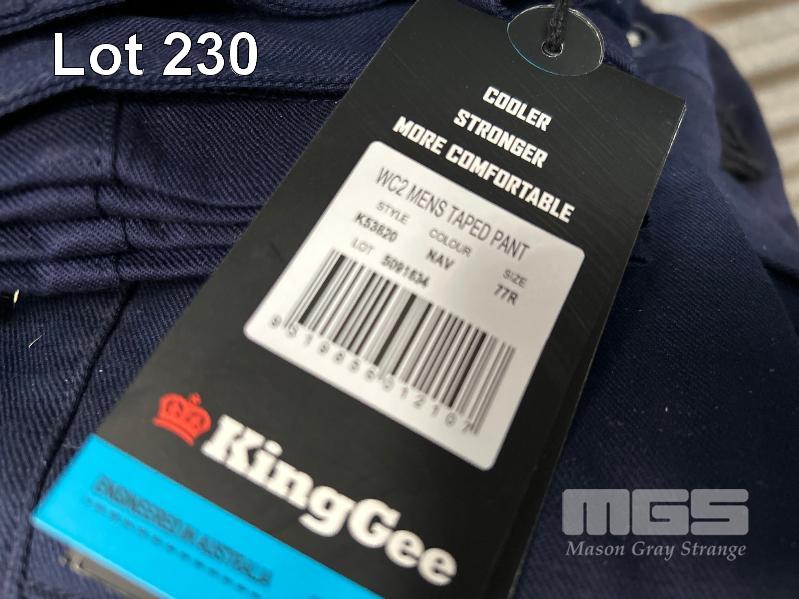 Lot 230
COOLER
STRONGER
MORE COMFORTABLE
WC2 MENS TAPED PANT
STYLE COLOUR SIZE
K53820 NAV 77R
LOT 5091634
9319996012107
KingGee
ENGINEERED IN AUSTRALIA
MGS
Mason Gray Strange